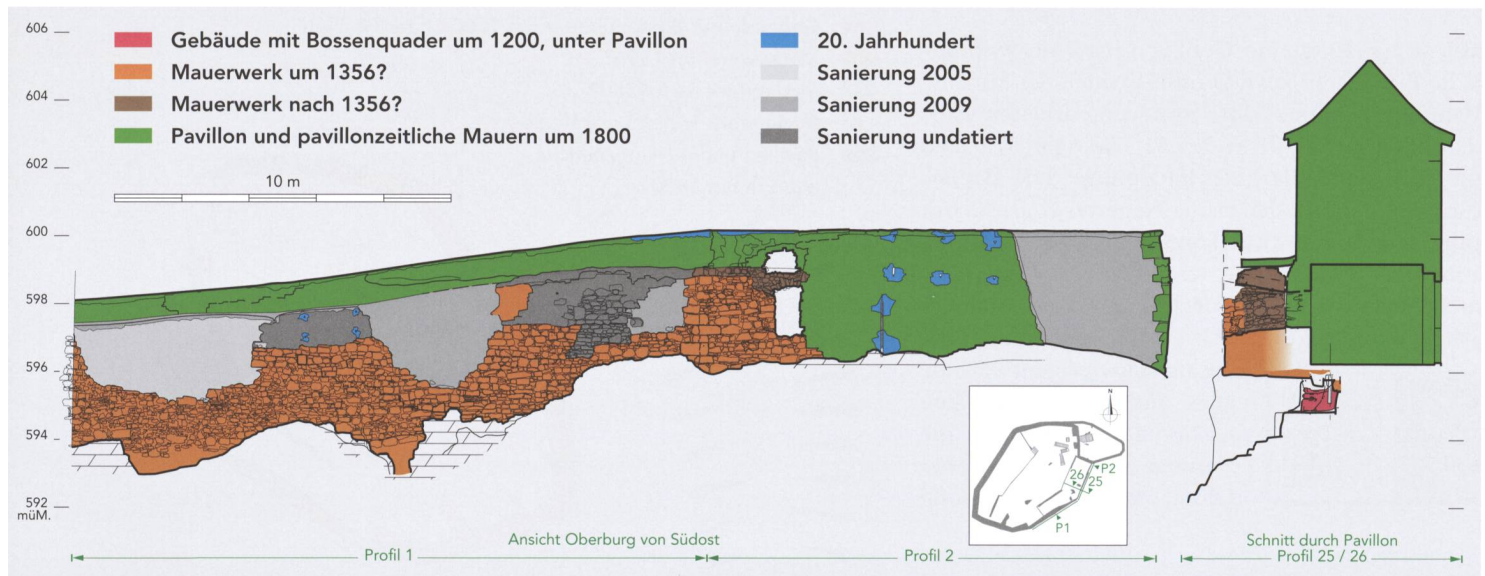 606
604
602
600
598
596
594
592
müM.
Gebäude mit Bossenquader um 1200, unter Pavillon
Mauerwerk um 1356?
Mauerwerk nach 1356?
Pavillon und pavillonzeitliche Mauern um 1800
20. Jahrhundert
Sanierung 2005
Sanierung 2009
Sanierung undatiert
10 m
N
26
25
P2
P1
Ansicht Oberburg von Südost
Profil 1
Profil 2
Schnitt durch Pavillon
Profil 25 / 26